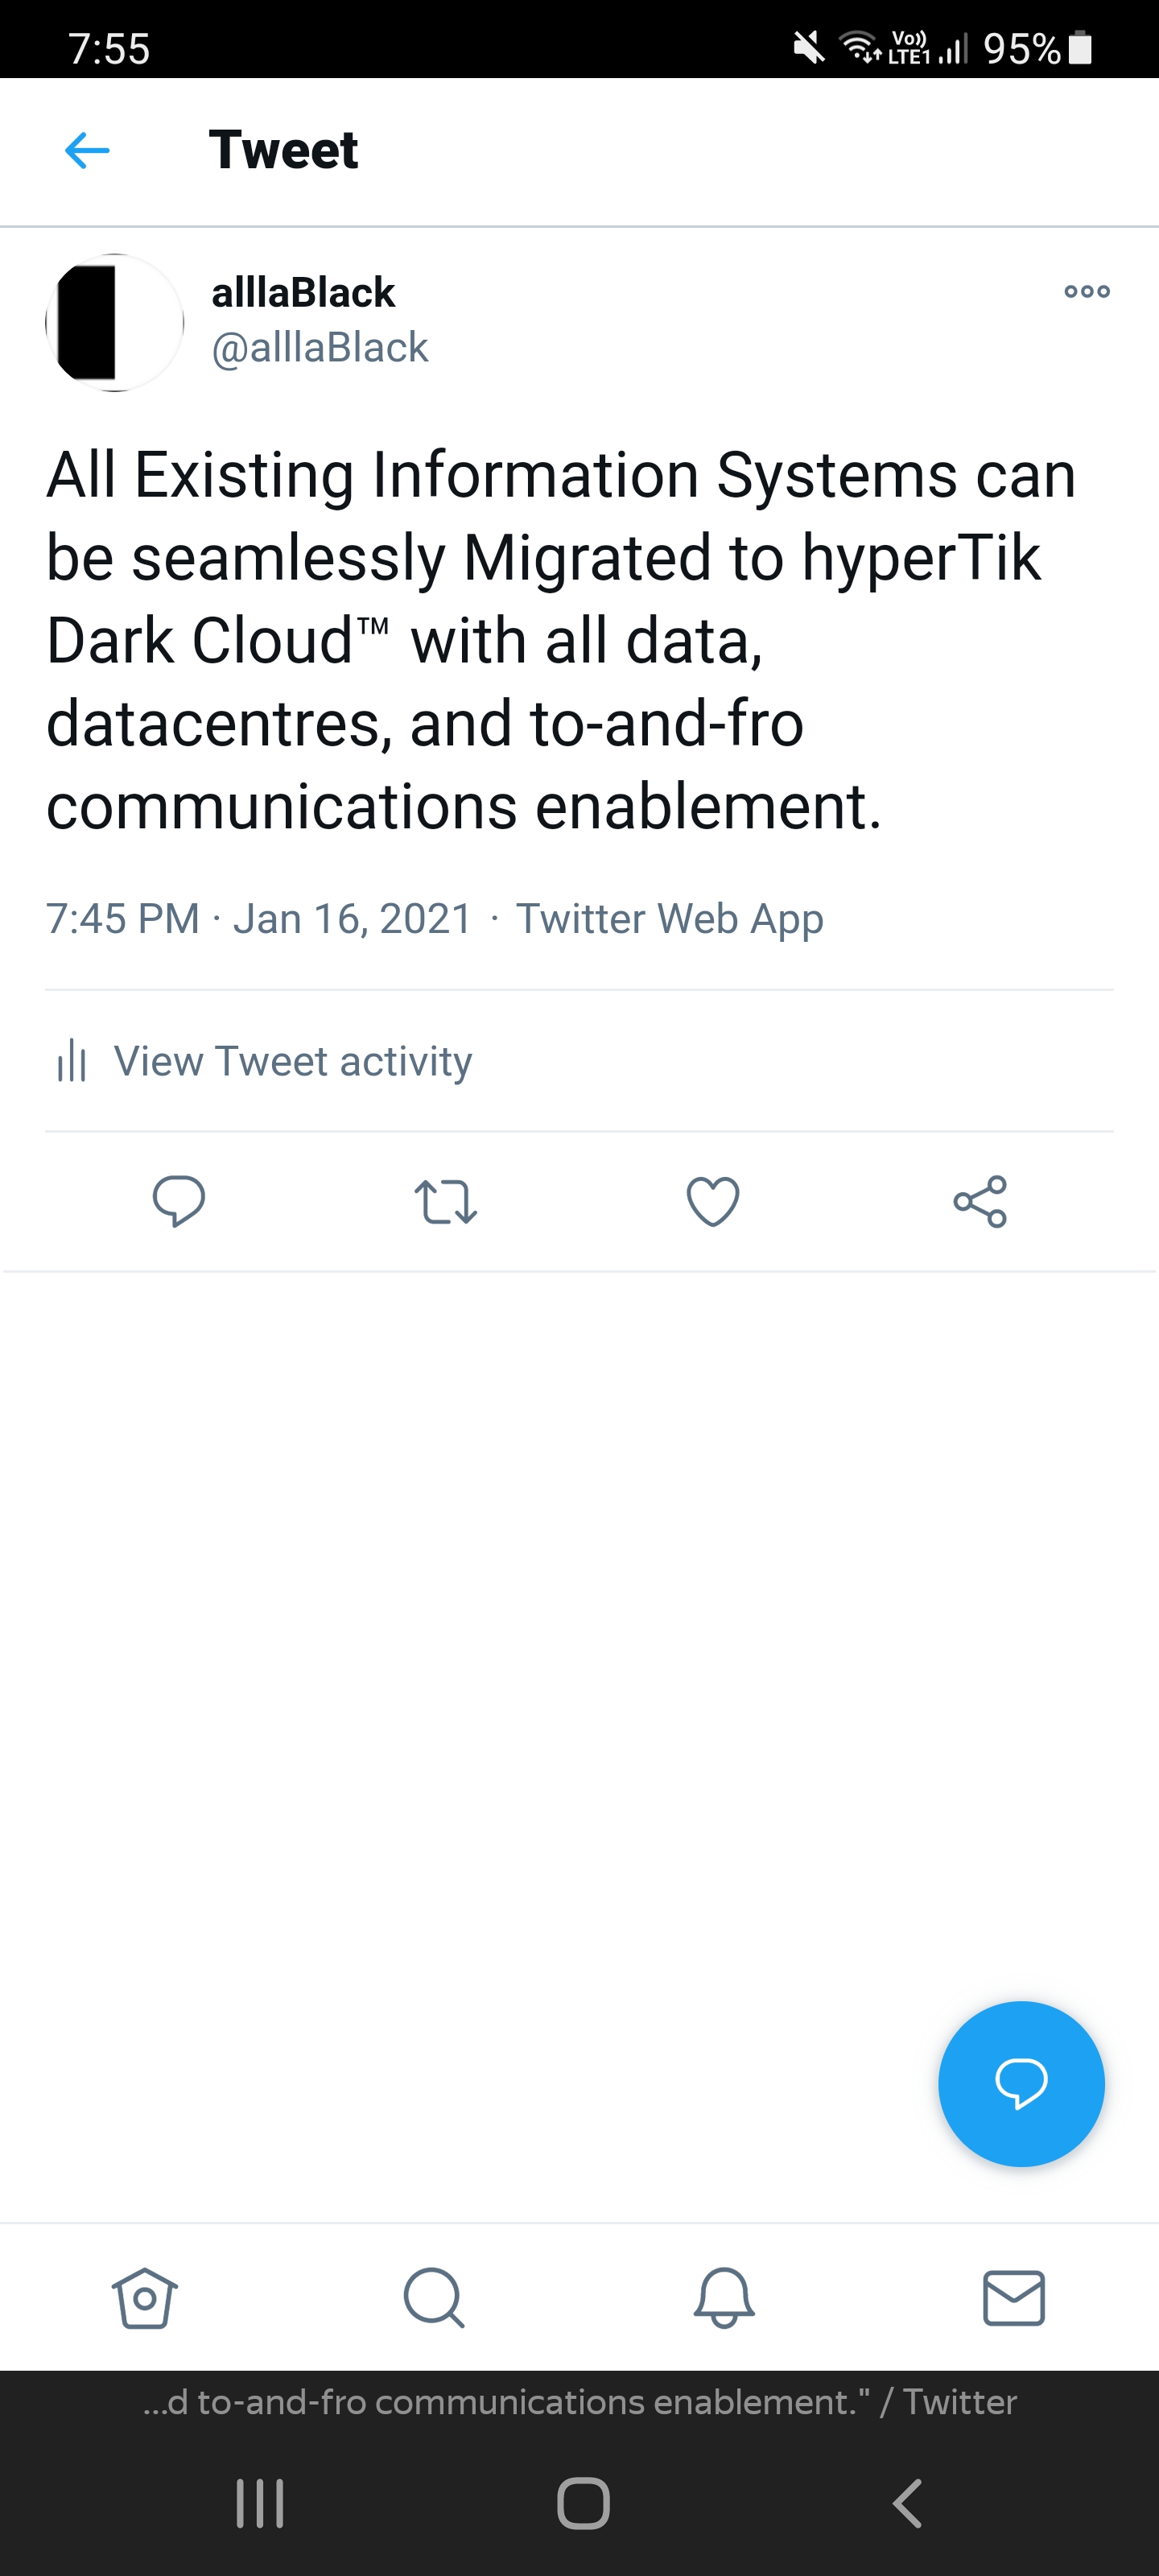 7:55
Vo)) LTE1 95%
Tweet
alllaBlack
@alllaBlack
All Existing Information Systems can
be seamlessly Migrated to hyperTik
Dark Cloud™ with all data,
datacentres, and to-and-fro
communications enablement.
7:45 PM · Jan 16, 2021 · Twitter Web App
View Tweet activity
...d to-and-fro communications enablement." / Twitter